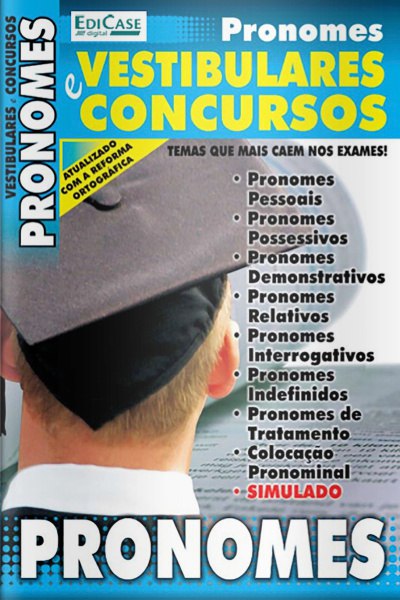 VESTIBULARES e CONCURSOS
PRONOMES
EDICASE
digital
Pronomes
e VESTIBULARES
CONCURSOS
ATUALIZADO
COM A REFORMA
ORTOGRÁFICA
TEMAS QUE MAIS CAEM NOS EXAMES!
• Pronomes
Pessoais
• Pronomes
Possessivos
• Pronomes
Demonstrativos
• Pronomes
Relativos
• Pronomes
Interrogativos
• Pronomes
Indefinidos
• Pronomes de
Tratamento
• Colocação
Pronominal
• SIMULADO
PRONOMES